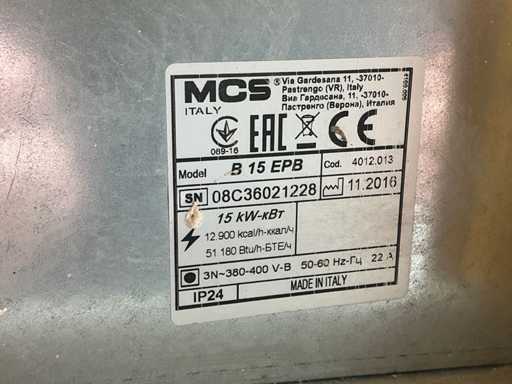 MCS
ITALY
Via Gardesana 11, -37010-
Pastrengo (VR), Italy
Виа Гардесана, 11, -37010-
Пастренго (Верона), Италия
069-16
EAC
CE
Model B 15 EPB Cod. 4012.013
SN 08C36021228 11.2016
15 kW-кВт
12.900 kcal/h-ккал/ч
51 180 Btu/h-БТЕ/ч
3N~380-400 V-В 50-60 Hz-Гц 22 A
IP24 MADE IN ITALY